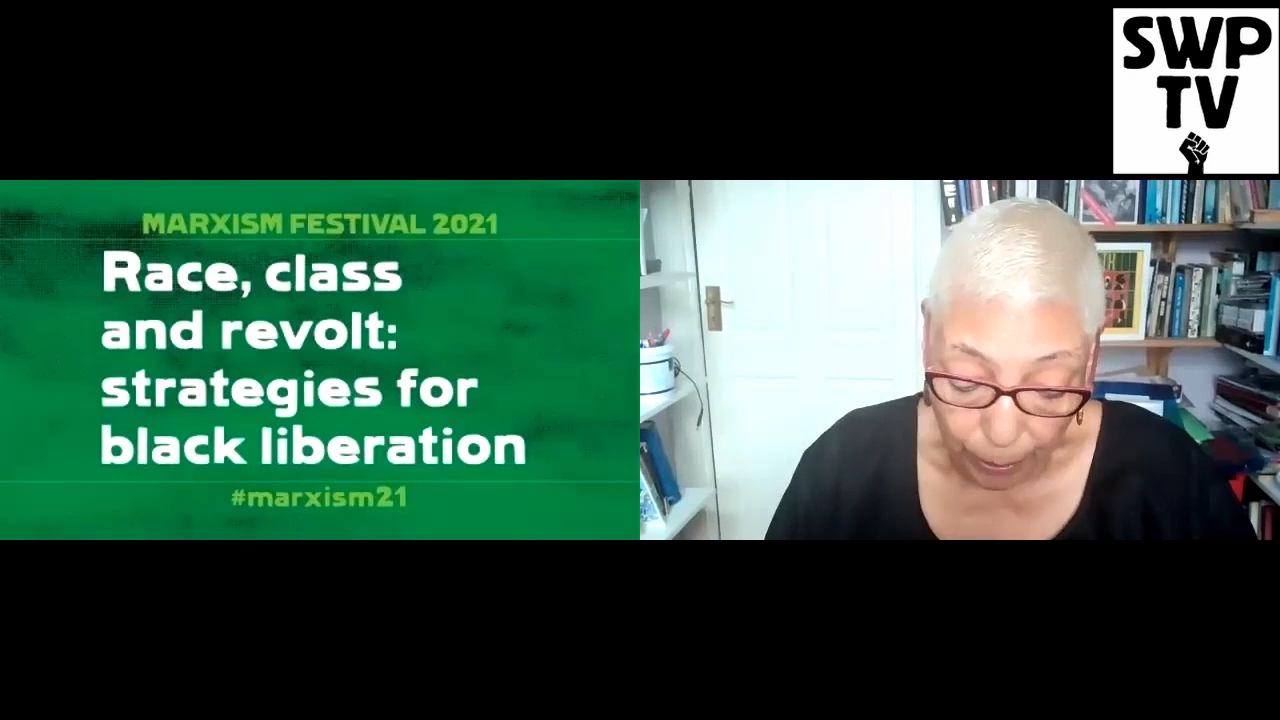 SWP
TV
MARXISM FESTIVAL 2021
Race, class
and revolt:
strategies for
black liberation
#marxism21